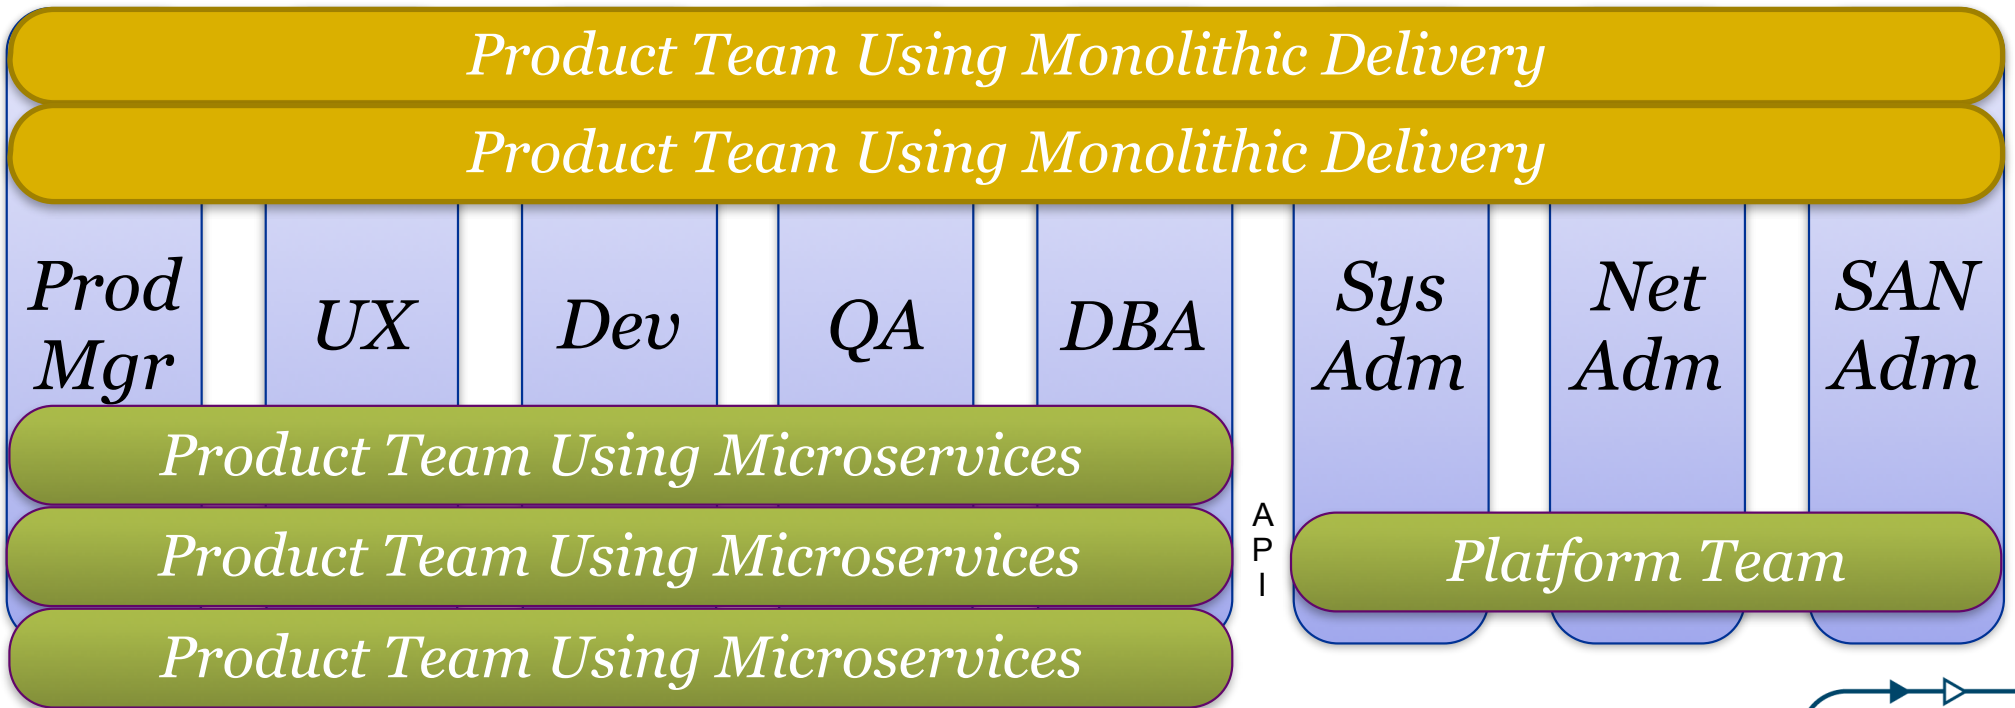 Product Team Using Monolithic Delivery
Product Team Using Monolithic Delivery
Prod
Mgr
UX
Dev
QA
DBA
Sys
Adm
Net
Adm
SAN
Adm
Product Team Using Microservices
Product Team Using Microservices
Product Team Using Microservices
A
P
I
Platform Team